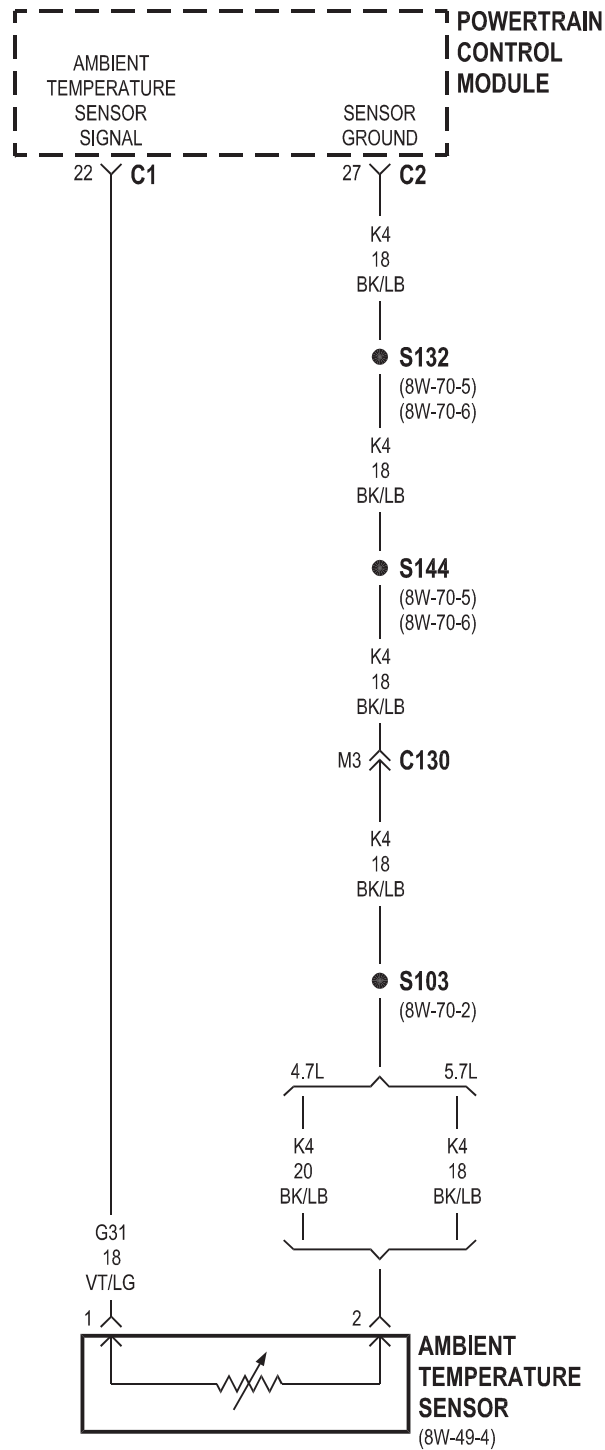 POWERTRAIN
CONTROL
MODULE
AMBIENT
TEMPERATURE
SENSOR
SIGNAL
SENSOR
GROUND
22 C1
27 C2
K4
18
BK/LB
S132
(8W-70-5)
(8W-70-6)
K4
18
BK/LB
S144
(8W-70-5)
(8W-70-6)
K4
18
BK/LB
M3 C130
K4
18
BK/LB
S103
(8W-70-2)
4.7L 5.7L
K4
20
BK/LB
K4
18
BK/LB
G31
18
VT/LG
1 2
AMBIENT
TEMPERATURE
SENSOR
(8W-49-4)